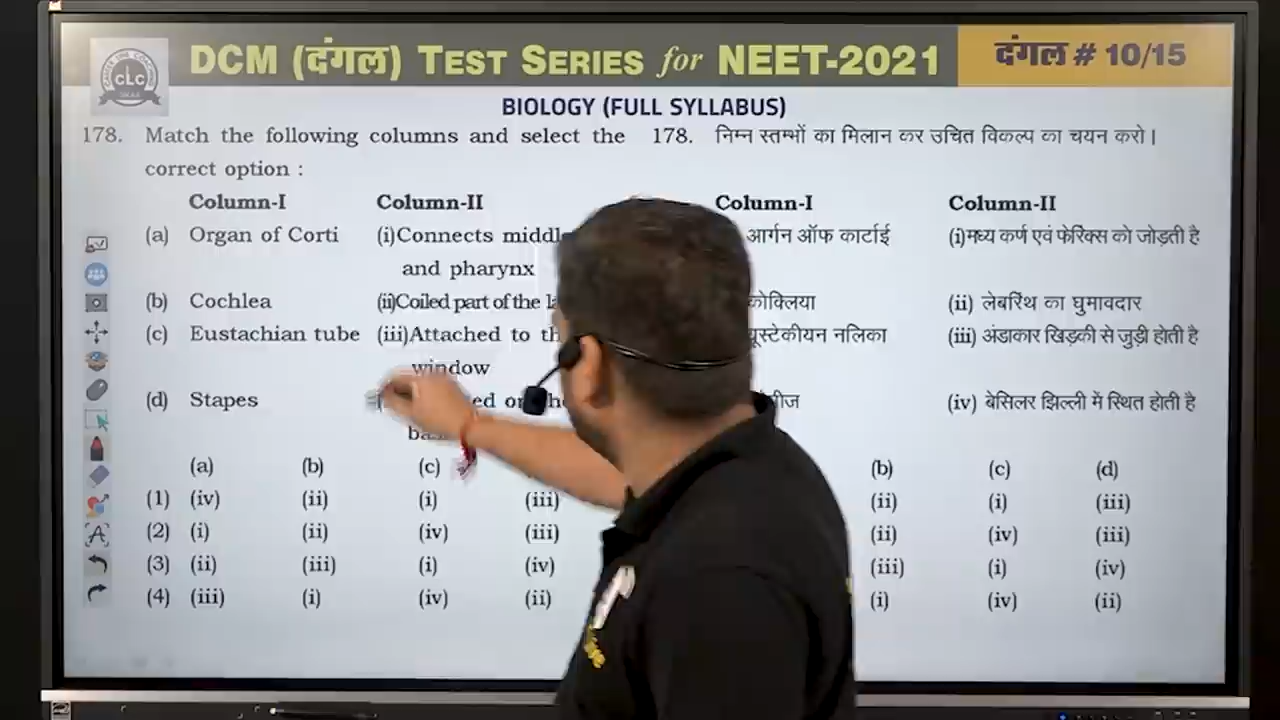 DCM (दंगल) TEST SERIES for NEET-2021
दंगल # 10/15
CLC
BIOLOGY (FULL SYLLABUS)
178. Match the following columns and select the
correct option :
Column-I Column-II
(a) Organ of Corti (i)Connects middle
and pharynx
(b) Cochlea (ii)Coiled part of the
(c) Eustachian tube (iii)Attached to
window
(d) Stapes
(a) (b) (c)
(1) (iv) (ii) (i) (iii)
(2) (i) (ii) (iv) (iii)
(3) (ii) (iii) (i) (iv)
(4) (iii) (i) (iv) (ii)
178. निम्न स्तम्भों का मिलान कर उचित विकल्प का चयन करो।
Column-I Column-II
आर्गन ऑफ कार्टाई (i)मध्य कर्ण एवं फेरिंक्स को जोड़ती है
कोक्लिया (ii) लेबरिंथ का घुमावदार
यूस्टेकीयन नलिका (iii) अंडाकार खिड़की से जुड़ी होती है
(iv) बेसिलर झिल्ली में स्थित होती है
(b) (c) (d)
(ii) (i) (iii)
(ii) (iv) (iii)
(iii) (i) (iv)
(i) (iv) (ii)